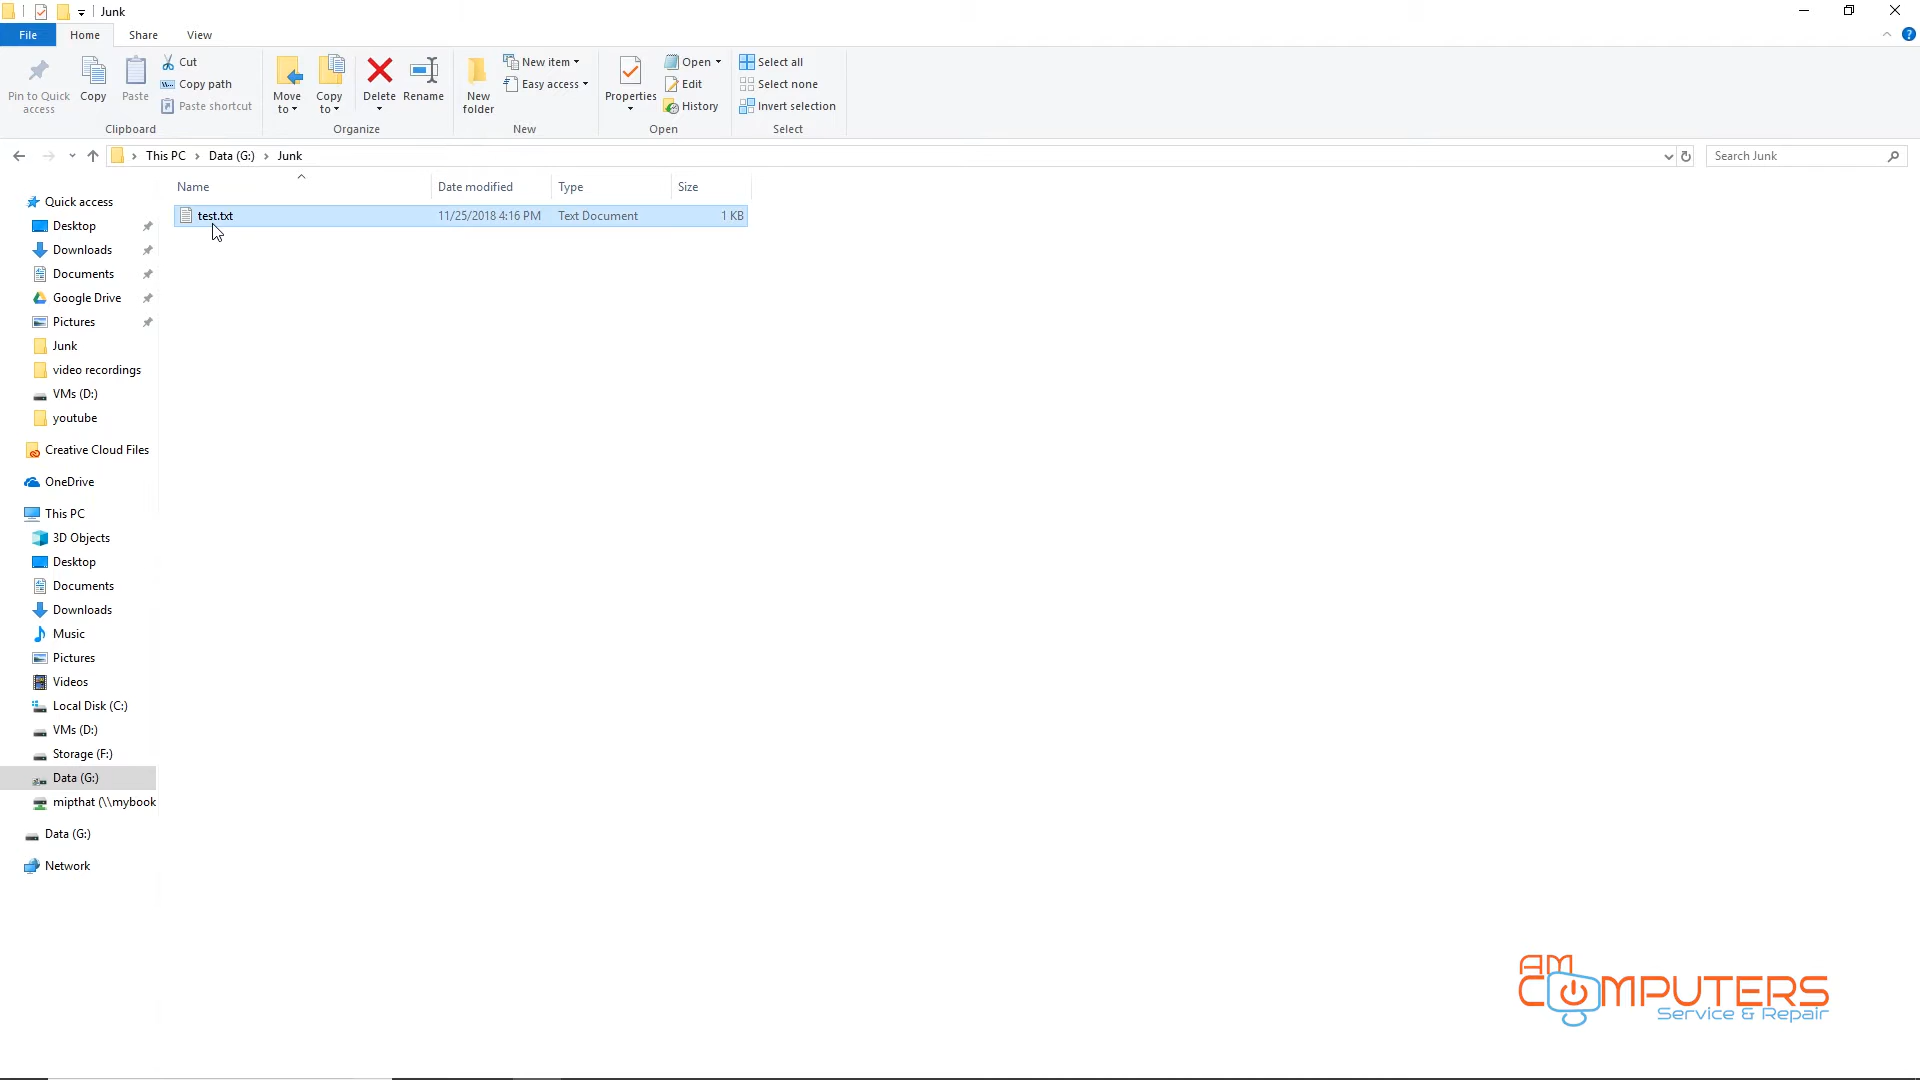 Junk
File Home Share View
Pin to Quick access
Copy
Paste
Cut
Copy path
Paste shortcut
Clipboard
Move to
Copy to
Delete
Rename
Organize
New folder
New item
Easy access
New
Properties
Open
Edit
History
Open
Select all
Select none
Invert selection
Select
This PC > Data (G:) > Junk
Search Junk
Name Date modified Type Size
test.txt 11/25/2018 4:16 PM Text Document 1 KB
Quick access
Desktop
Downloads
Documents
Google Drive
Pictures
Junk
video recordings
VMs (D:)
youtube
Creative Cloud Files
OneDrive
This PC
3D Objects
Desktop
Documents
Downloads
Music
Pictures
Videos
Local Disk (C:)
VMs (D:)
Storage (F:)
Data (G:)
mipthat (\\mybook
Data (G:)
Network
AM
COMPUTERS
Service & Repair